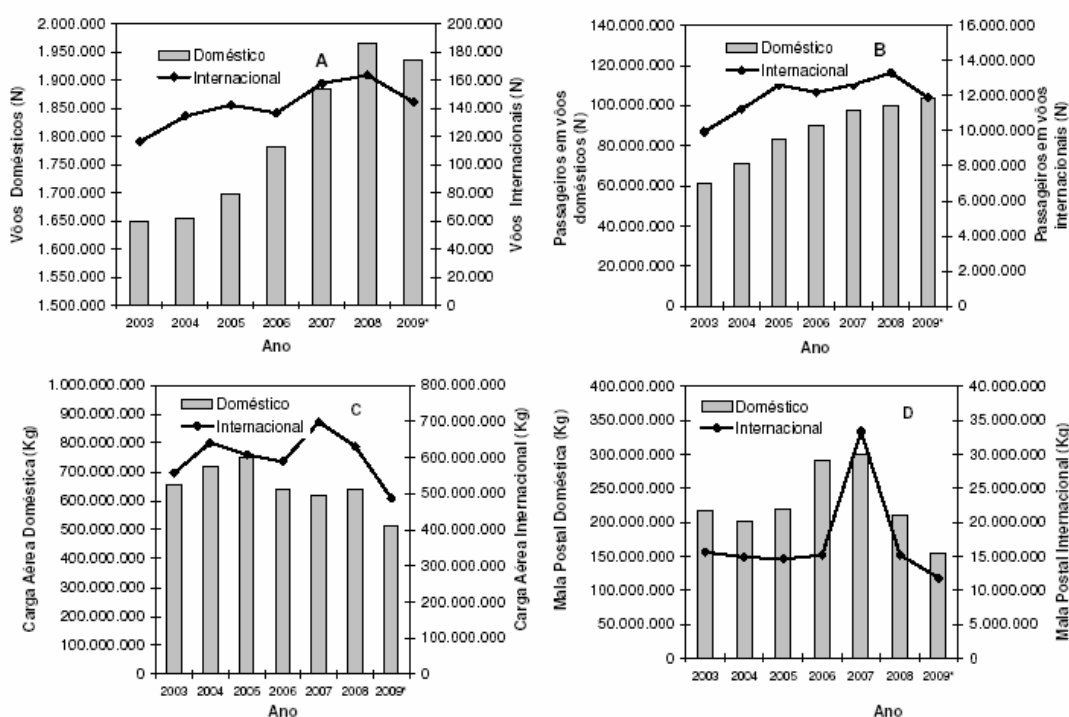 2.000.000
1.950.000
1.900.000
1.850.000
1.800.000
1.750.000
1.700.000
1.650.000
1.600.000
1.550.000
1.500.000
Vôos Domésticos (N)
Doméstico
Internacional
A
200.000
180.000
160.000
140.000
120.000
100.000
80.000
60.000
40.000
20.000
0
Vôos Internacionais (N)
2003 2004 2005 2006 2007 2008 2009*
Ano
140.000.000
120.000.000
100.000.000
80.000.000
60.000.000
40.000.000
20.000.000
0
Passageiros em vôos
domésticos (N)
Doméstico
Internacional
B
16.000.000
14.000.000
12.000.000
10.000.000
8.000.000
6.000.000
4.000.000
2.000.000
0
Passageiros em vôos
internacionais (N)
2003 2004 2005 2006 2007 2008 2009*
Ano
1.000.000.000
900.000.000
800.000.000
700.000.000
600.000.000
500.000.000
400.000.000
300.000.000
200.000.000
100.000.000
0
Carga Aérea Doméstica (Kg)
Doméstico
Internacional
C
800.000.000
700.000.000
600.000.000
500.000.000
400.000.000
300.000.000
200.000.000
100.000.000
0
Carga Aérea Internacional (Kg)
2003 2004 2005 2006 2007 2008 2009*
Ano
400.000.000
350.000.000
300.000.000
250.000.000
200.000.000
150.000.000
100.000.000
50.000.000
0
Mala Postal Doméstica (Kg)
Doméstico
Internacional
D
40.000.000
35.000.000
30.000.000
25.000.000
20.000.000
15.000.000
10.000.000
5.000.000
0
Mala Postal Internacional (Kg)
2003 2004 2005 2006 2007 2008 2009*
Ano